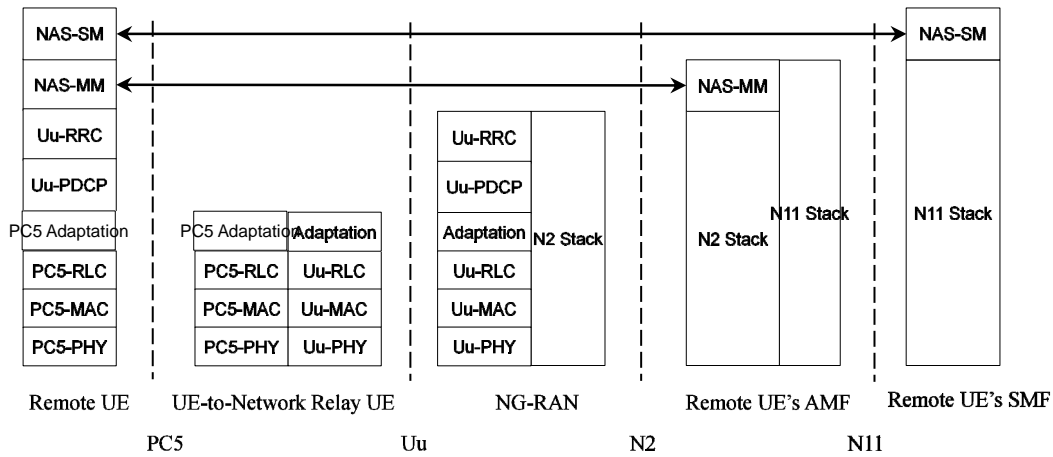 NAS-SM
NAS-MM
Uu-RRC
Uu-PDCP
PC5 Adaptation
PC5-RLC
PC5-MAC
PC5-PHY
Remote UE
PC5
PC5 Adaptation
Adaptation
PC5-RLC
Uu-RLC
PC5-MAC
Uu-MAC
PC5-PHY
Uu-PHY
UE-to-Network Relay UE
Uu
Uu-RRC
Uu-PDCP
Adaptation
Uu-RLC
Uu-MAC
Uu-PHY
N2 Stack
NG-RAN
N2
NAS-MM
N2 Stack
N11 Stack
Remote UE’s AMF
N11
NAS-SM
N11 Stack
Remote UE’s SMF